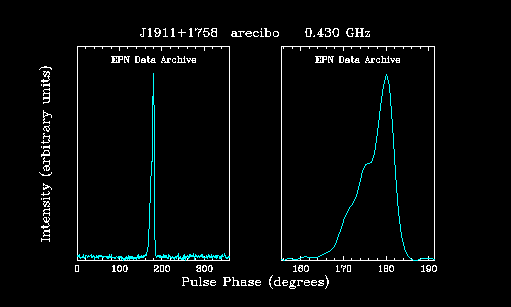 J1911+1758 arecibo 0.430 GHz
EPN Data Archive
EPN Data Archive
Intensity (arbitrary units)
0 100 200 300
160 170 180 190
Pulse Phase (degrees)